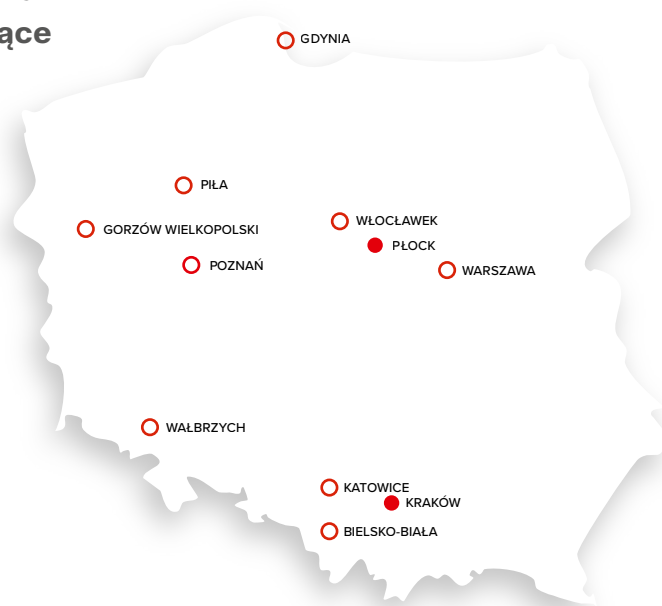 ące
GDYNIA
PIŁA
WŁOCŁAWEK
GORZÓW WIELKOPOLSKI
PŁOCK
POZNAŃ
WARSZAWA
WAŁBRZYCH
KATOWICE
KRAKÓW
BIELSKO-BIAŁA